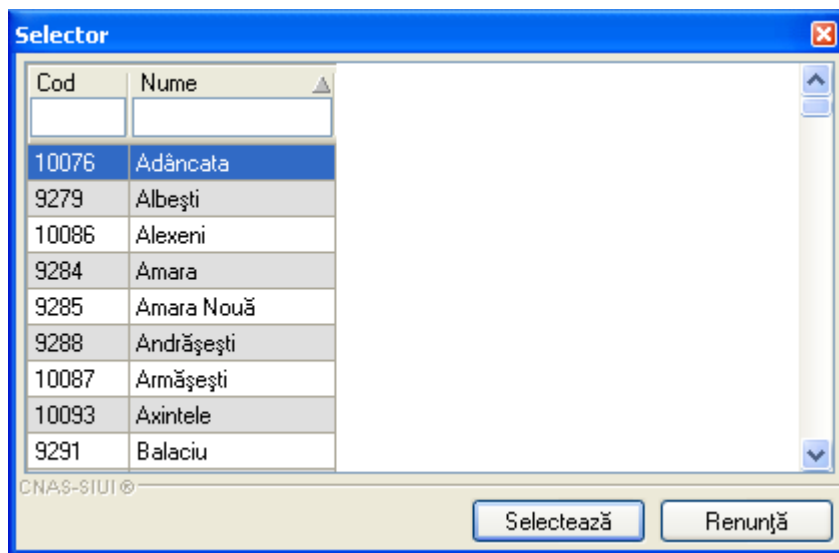 Selector
Cod Nume
10076 Adâncata
9279 Albeşti
10086 Alexeni
9284 Amara
9285 Amara Nouă
9288 Andrăşeşti
10087 Armăşeşti
10093 Axintele
9291 Balaciu
CNAS-SIUI ®
Selectează Renunţă